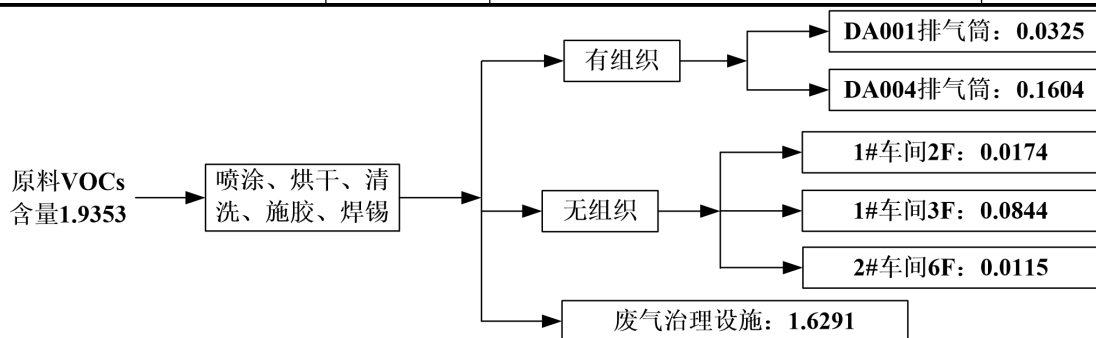 有组织
DA001排气筒：0.0325
DA004排气筒：0.1604
原料VOCs
含量1.9353
喷涂、烘干、清
洗、施胶、焊锡
无组织
1#车间2F：0.0174
1#车间3F：0.0844
2#车间6F：0.0115
废气治理设施：1.6291